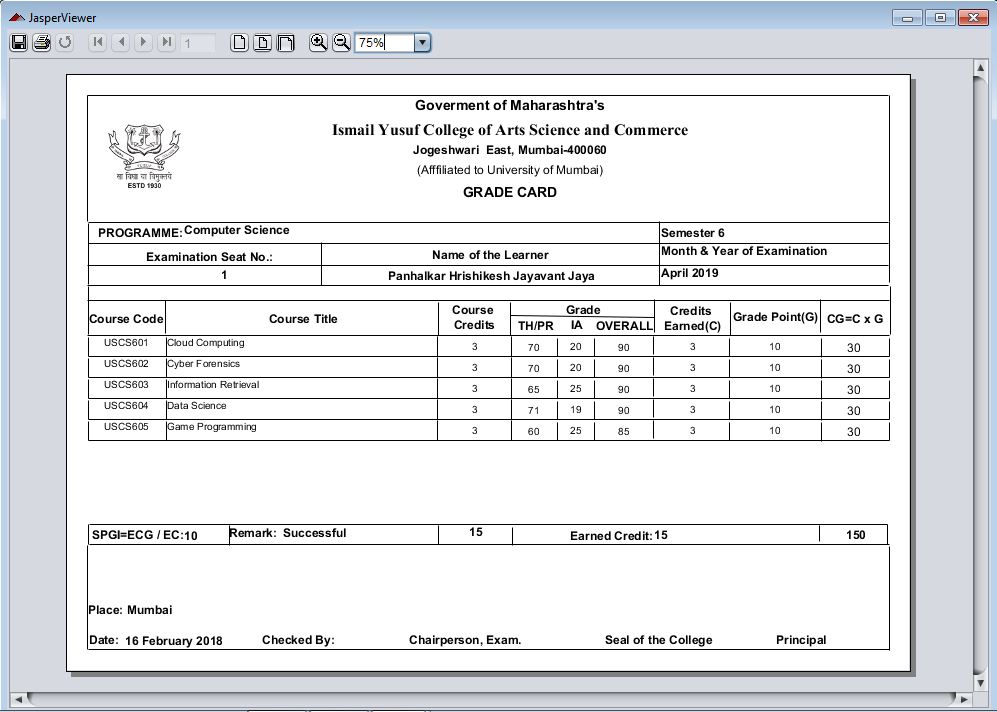 JasperViewer
1
75%
Goverment of Maharashtra's
Ismail Yusuf College of Arts Science and Commerce
Jogeshwari East, Mumbai-400060
(Afffiliated to University of Mumbai)
GRADE CARD
सा विद्या या विमुक्तये
ESTD 1930
PROGRAMME: Computer Science Semester 6
Examination Seat No.: Name of the Learner Month & Year of Examination
1 Panhalkar Hrishikesh Jayavant Jaya April 2019
Course Code Course Title Course Credits Grade TH/PR IA OVERALL Credits Earned(C) Grade Point(G) CG=C x G
USCS601 Cloud Computing 3 70 20 90 3 10 30
USCS602 Cyber Forensics 3 70 20 90 3 10 30
USCS603 Information Retrieval 3 65 25 90 3 10 30
USCS604 Data Science 3 71 19 90 3 10 30
USCS605 Game Programming 3 60 25 85 3 10 30
SPGI=ECG / EC:10 Remark: Successful 15 Earned Credit: 15 150
Place: Mumbai
Date: 16 February 2018 Checked By: Chairperson, Exam. Seal of the College Principal